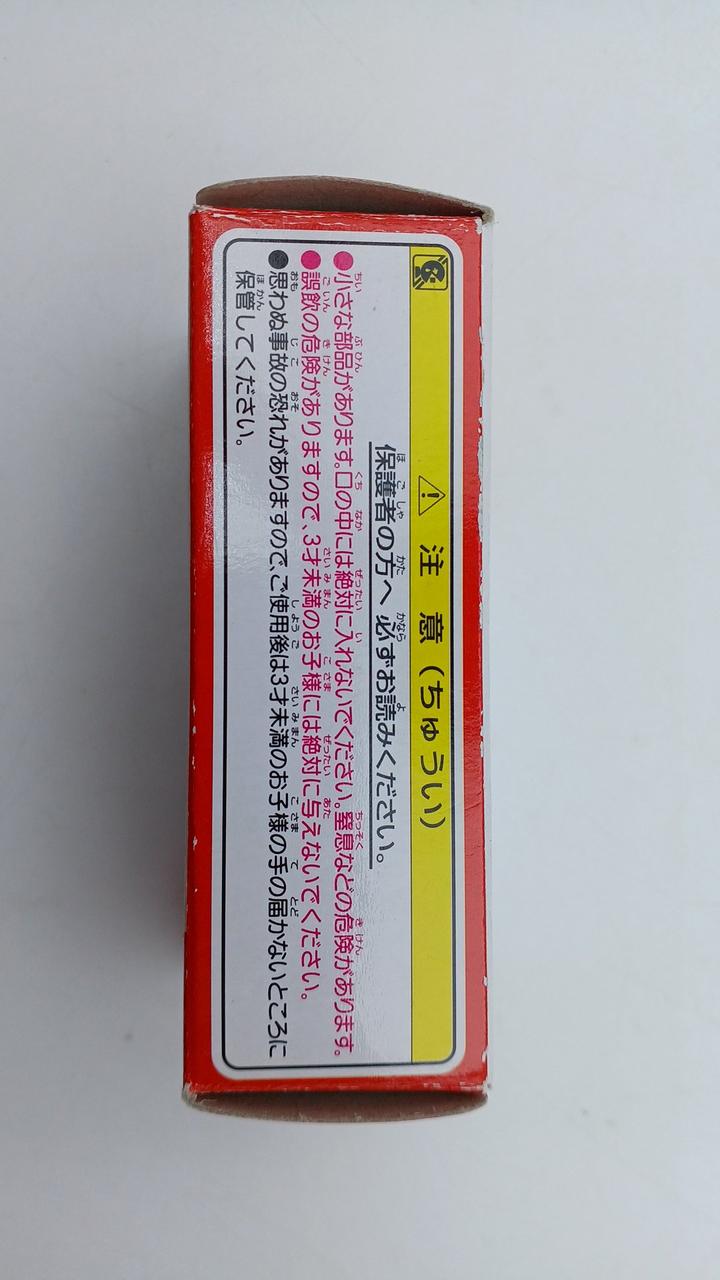 ⚠ 注意(ちゅうい)
保護者の方へ 必ずお読みください。
●小さな部品があります。口の中には絶対に入れないでください。窒息などの危険があります。
●誤飲の危険がありますので、3才未満のお子様には絶対に与えないでください。
●思わぬ事故の恐れがありますので、ご使用後は3才未満のお子様の手の届かないところに
保管してください。